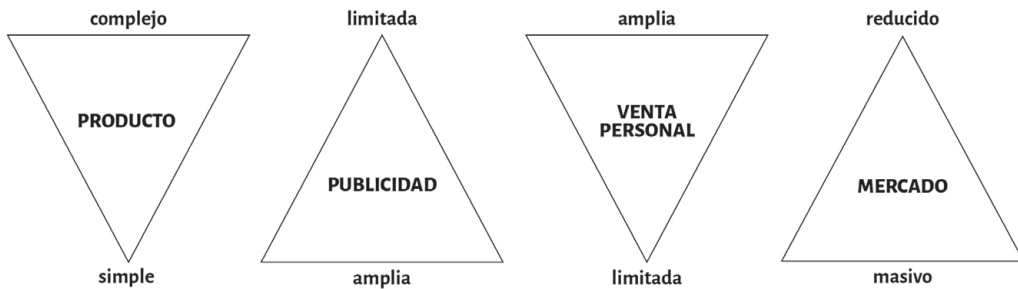 complejo
limitada
amplia
reducido
PRODUCTO
PUBLICIDAD
VENTA
PERSONAL
MERCADO
simple
amplia
limitada
masivo